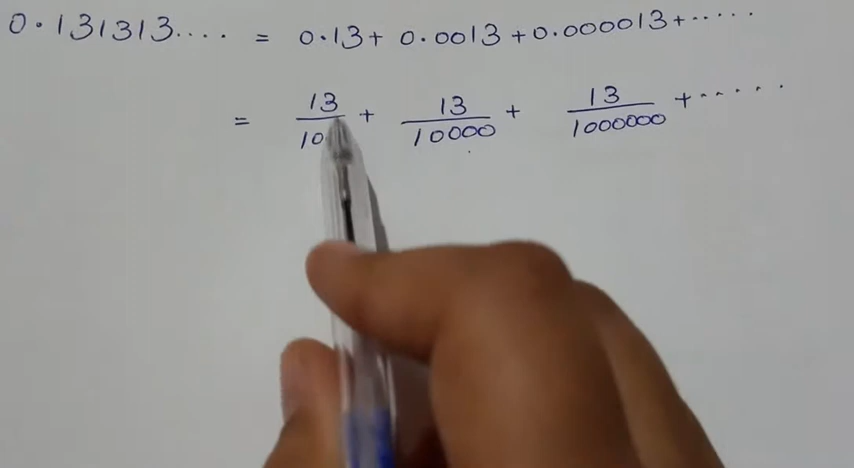 0.131313.... = 0.13 + 0.0013 + 0.000013 + .....
= 13/10 + 13/10000 + 13/1000000 + .....